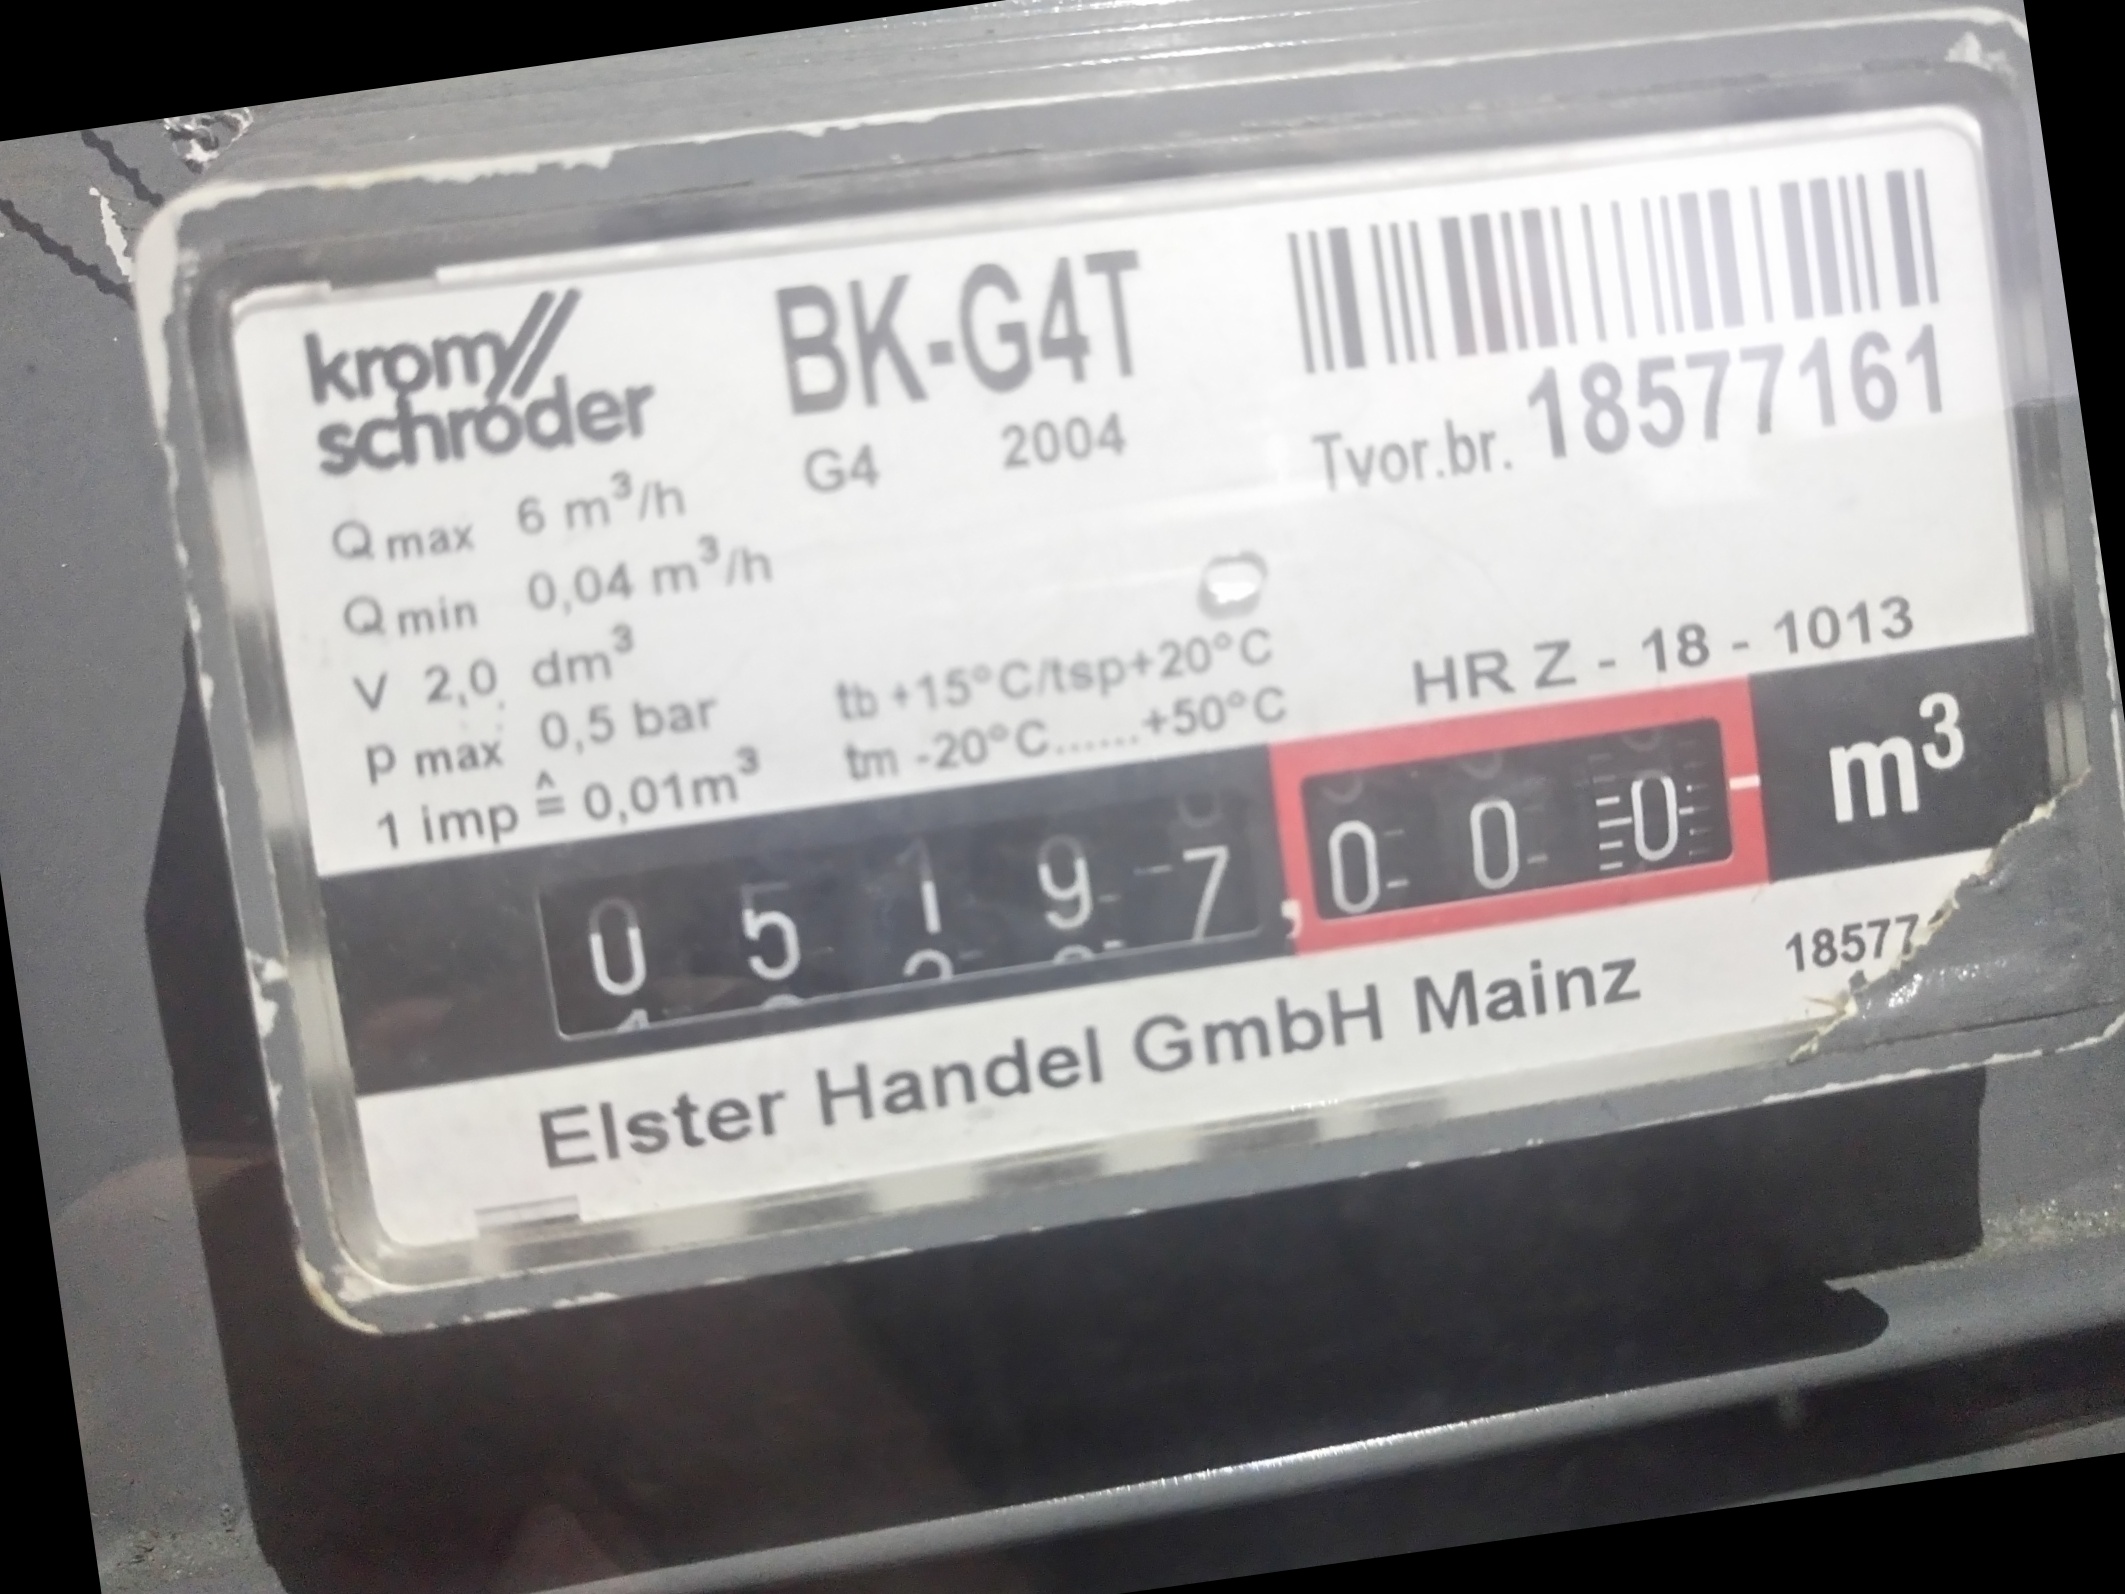 krom//
schröder
BK-G4T
G4 2004
Tvor.br. 18577161
Q max 6 m³/h
Q min 0,04 m³/h
V 2,0 dm³
p max 0,5 bar
1 imp ≙ 0,01m³
tb +15°C/tsp+20°C
tm -20°C......+50°C
HR Z - 18 - 1013
05197,000 m³
Elster Handel GmbH Mainz
18577